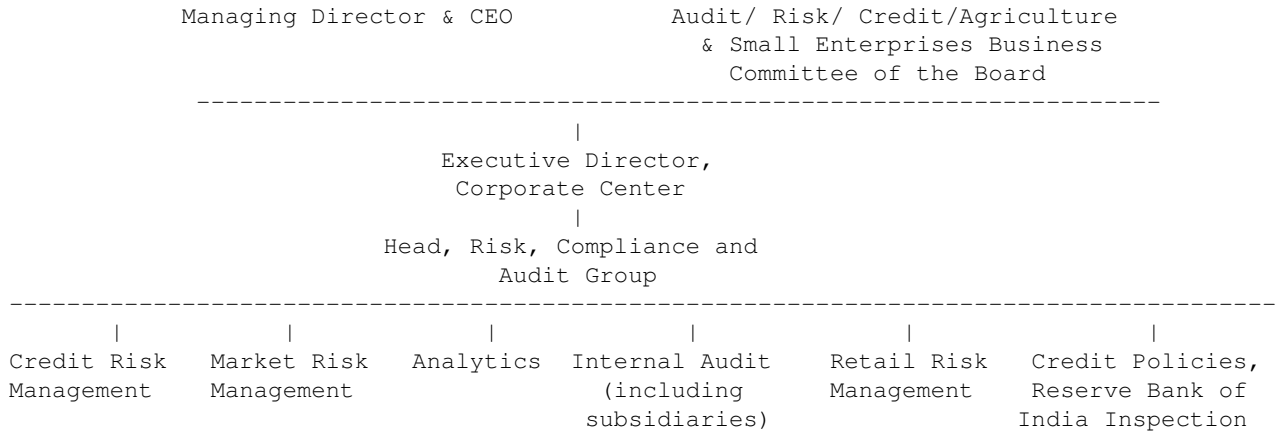 Managing Director & CEO Audit/ Risk/ Credit/Agriculture
& Small Enterprises Business
Committee of the Board
Executive Director,
Corporate Center
Head, Risk, Compliance and
Audit Group
Credit Risk Market Risk Analytics Internal Audit Retail Risk Credit Policies,
Management Management (including Management Reserve Bank of
subsidiaries) India Inspection